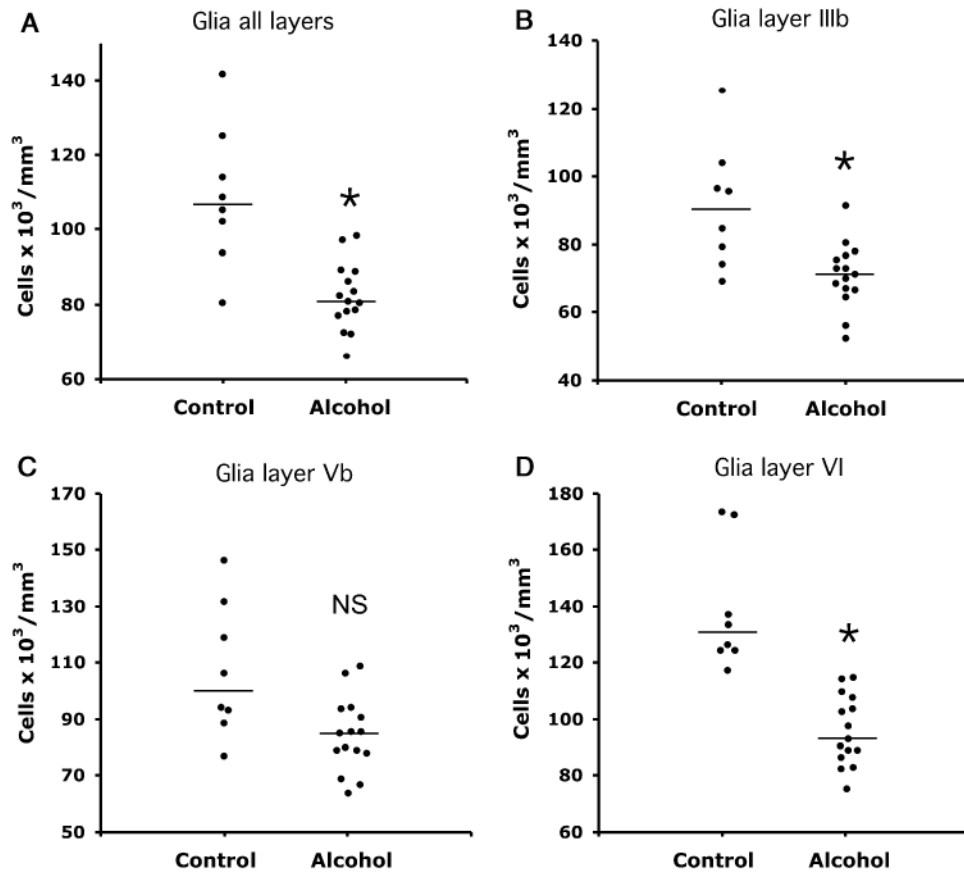 A
Glia all layers
Cells x 10³/mm³
140
120
100
80
60
*
Control
Alcohol
B
Glia layer IIIb
Cells x 10³/mm³
140
120
100
80
60
40
*
Control
Alcohol
C
Glia layer Vb
Cells x 10³/mm³
170
150
130
110
90
70
50
NS
Control
Alcohol
D
Glia layer VI
Cells x 10³/mm³
180
160
140
120
100
80
60
*
Control
Alcohol